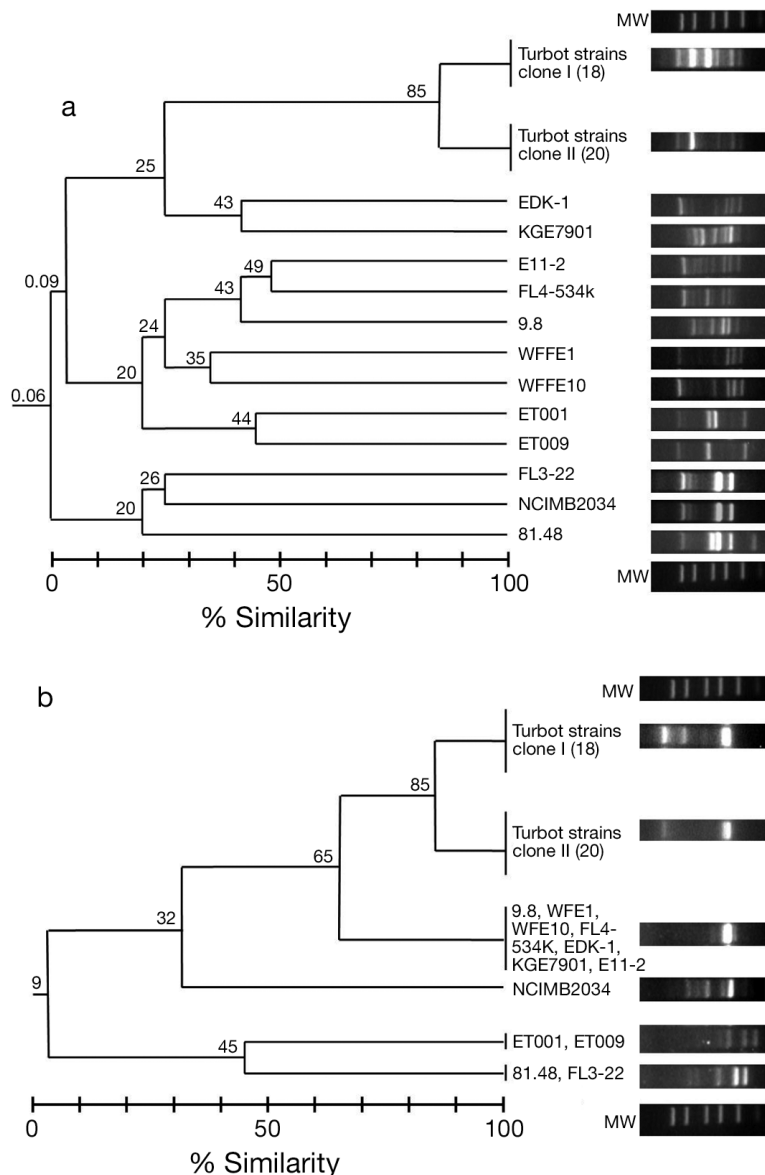 MW
Turbot strains
clone I (18)
85
a
Turbot strains
clone II (20)
25
EDK-1
43
KGE7901
E11-2
49
0.09
43
FL4-534k
9.8
24
WFFE1
35
20
WFFE10
0.06
ET001
44
ET009
FL3-22
26
NCIMB2034
20
81.48
MW
0 50 100
% Similarity
b
MW
Turbot strains
clone I (18)
85
Turbot strains
clone II (20)
65
9.8, WFE1,
WFE10, FL4-
534K, EDK-1,
KGE7901, E11-2
32
NCIMB2034
9
ET001, ET009
45
81.48, FL3-22
MW
0 50 100
% Similarity